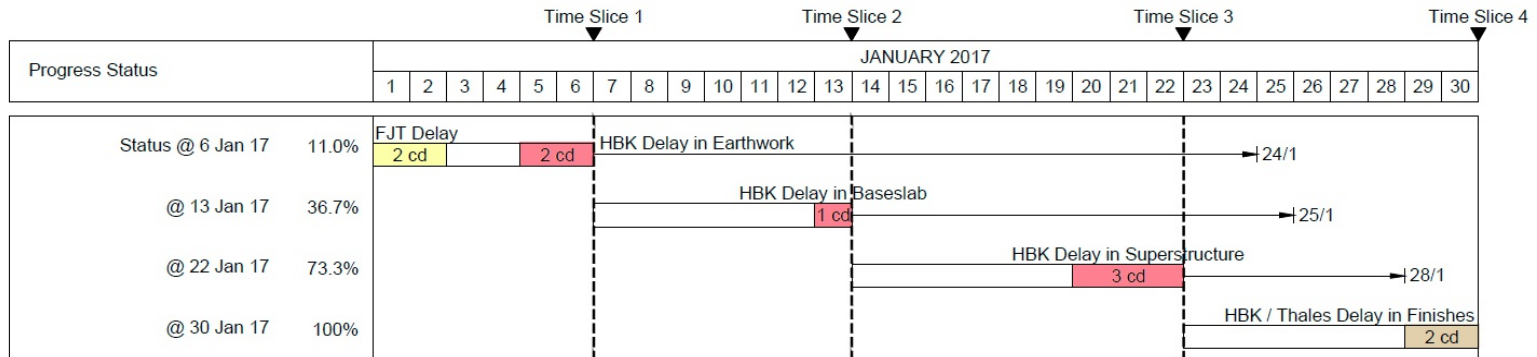 Time Slice 1 Time Slice 2 Time Slice 3 Time Slice 4
Progress Status
JANUARY 2017
1 2 3 4 5 6 7 8 9 10 11 12 13 14 15 16 17 18 19 20 21 22 23 24 25 26 27 28 29 30
FJT Delay
Status @ 6 Jan 17 11.0% 2 cd 2 cd HBK Delay in Earthwork 24/1
HBK Delay in Baseslab
@ 13 Jan 17 36.7% 1 cd 25/1
HBK Delay in Superstructure
@ 22 Jan 17 73.3% 3 cd 28/1
HBK / Thales Delay in Finishes
@ 30 Jan 17 100% 2 cd